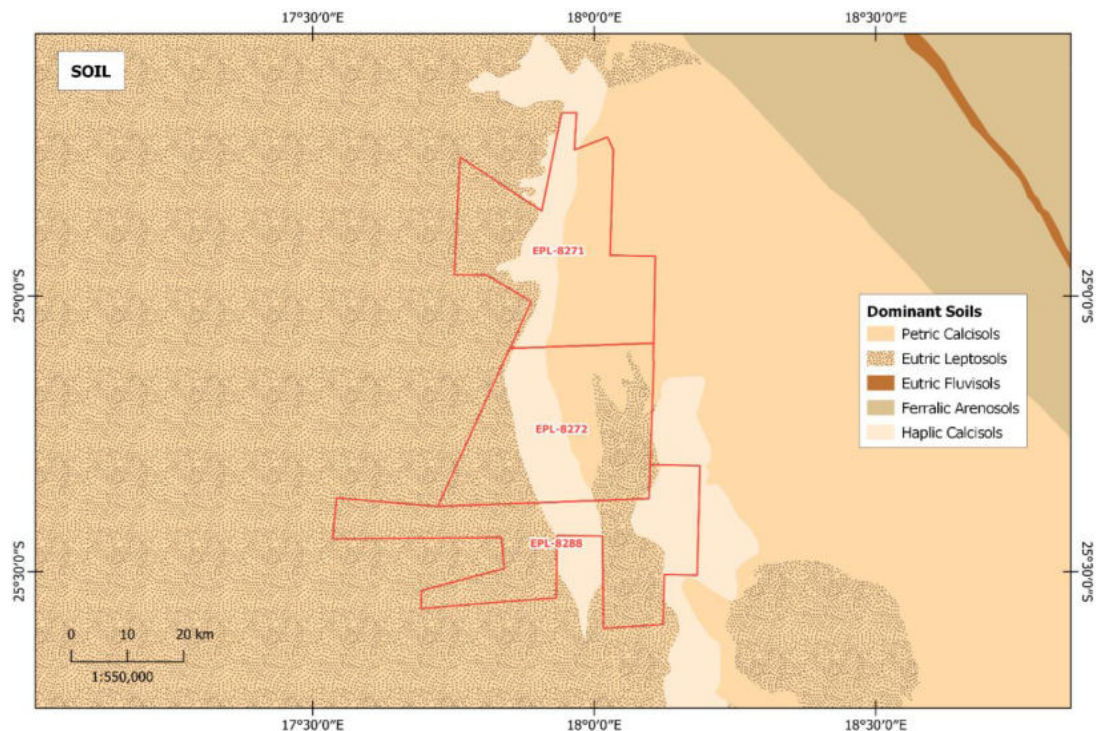 17°30'0"E 18°0'0"E 18°30'0"E
SOIL
EPL-8271
25°0'0"S 25°0'0"S
Dominant Soils
Petric Calcisols
Eutric Leptosols
Eutric Fluvisols
Ferralic Arenosols
Haplic Calcisols
EPL-8272
EPL-8288
25°30'0"S 25°30'0"S
0 10 20 km
1:550,000
17°30'0"E 18°0'0"E 18°30'0"E